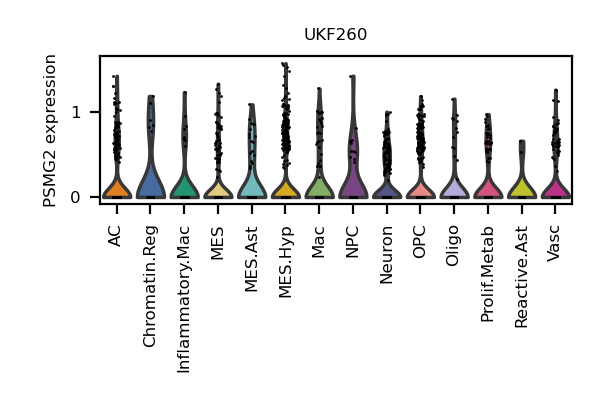 UKF260
PSMG2 expression
1
0
AC
Chromatin.Reg
Inflammatory.Mac
MES
MES.Ast
MES.Hyp
Mac
NPC
Neuron
OPC
Oligo
Prolif.Metab
Reactive.Ast
Vasc